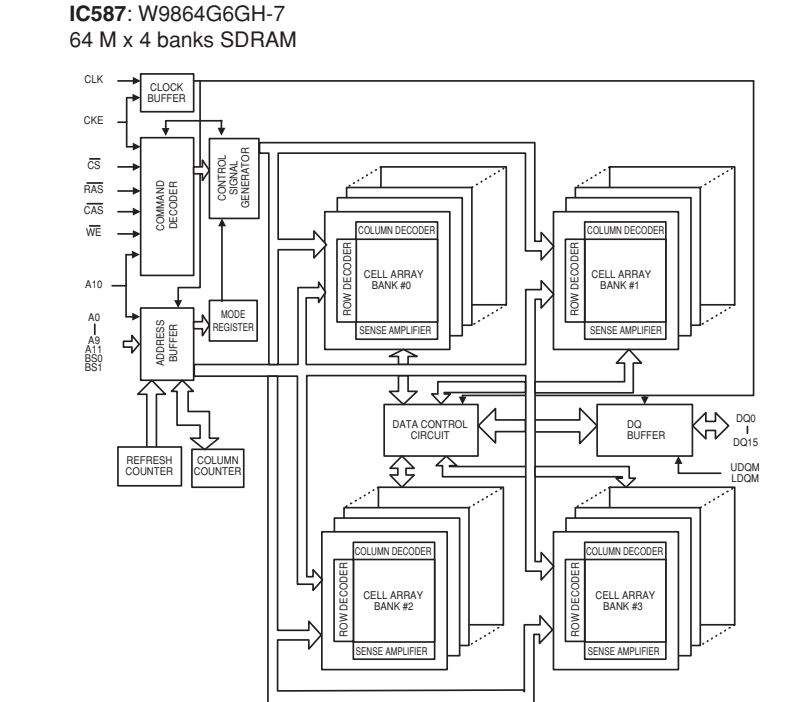 IC587: W9864G6GH-7
64 M x 4 banks SDRAM
CLK
CLOCK
BUFFER
CKE
CS
RAS
CAS
WE
COMMAND
DECODER
CONTROL
SIGNAL
GENERATOR
A10
A0
A9
A11
BS0
BS1
ADDRESS
BUFFER
MODE
REGISTER
REFRESH
COUNTER
COLUMN
COUNTER
COLUMN DECODER
ROW DECODER
CELL ARRAY
BANK #0
SENSE AMPLIFIER
COLUMN DECODER
ROW DECODER
CELL ARRAY
BANK #1
SENSE AMPLIFIER
DATA CONTROL
CIRCUIT
DQ
BUFFER
DQ0
DQ15
UDQM
LDQM
COLUMN DECODER
ROW DECODER
CELL ARRAY
BANK #2
SENSE AMPLIFIER
COLUMN DECODER
ROW DECODER
CELL ARRAY
BANK #3
SENSE AMPLIFIER